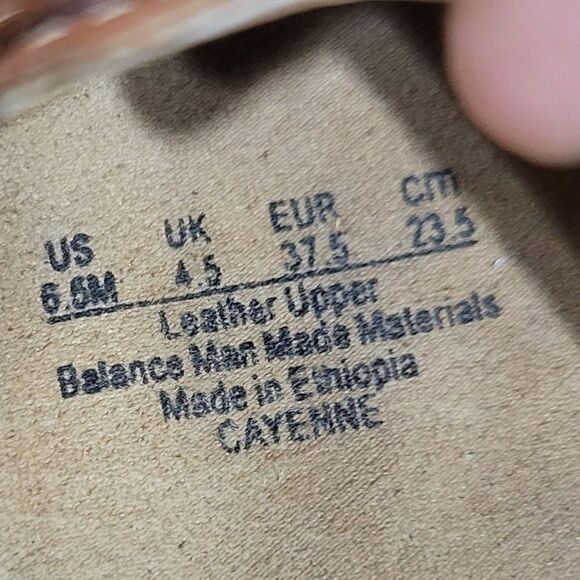 US UK EUR cm
6.5M 4.5 37.5 23.5
Leather Upper
Balance Man Made Materials
Made in Ethiopia
CAYENNE